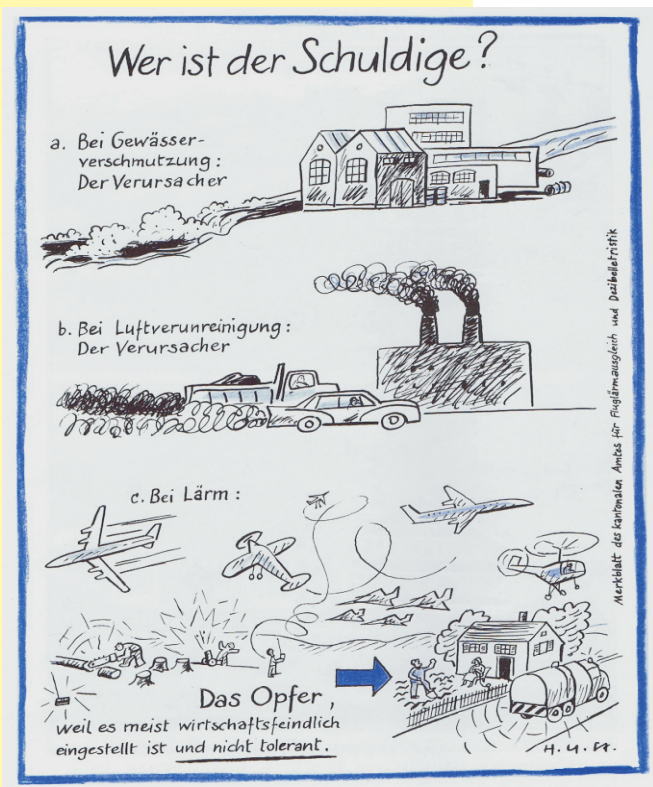 Wer ist der Schuldige?
a. Bei Gewässer-
verschmutzung:
Der Verursacher
b. Bei Luftverunreinigung:
Der Verursacher
c. Bei Lärm:
Das Opfer,
weil es meist wirtschaftsfeindlich
eingestellt ist und nicht tolerant.
Merkblatt des kantonalen Amtes für Fluglärmausgleich und Dezibelletristik